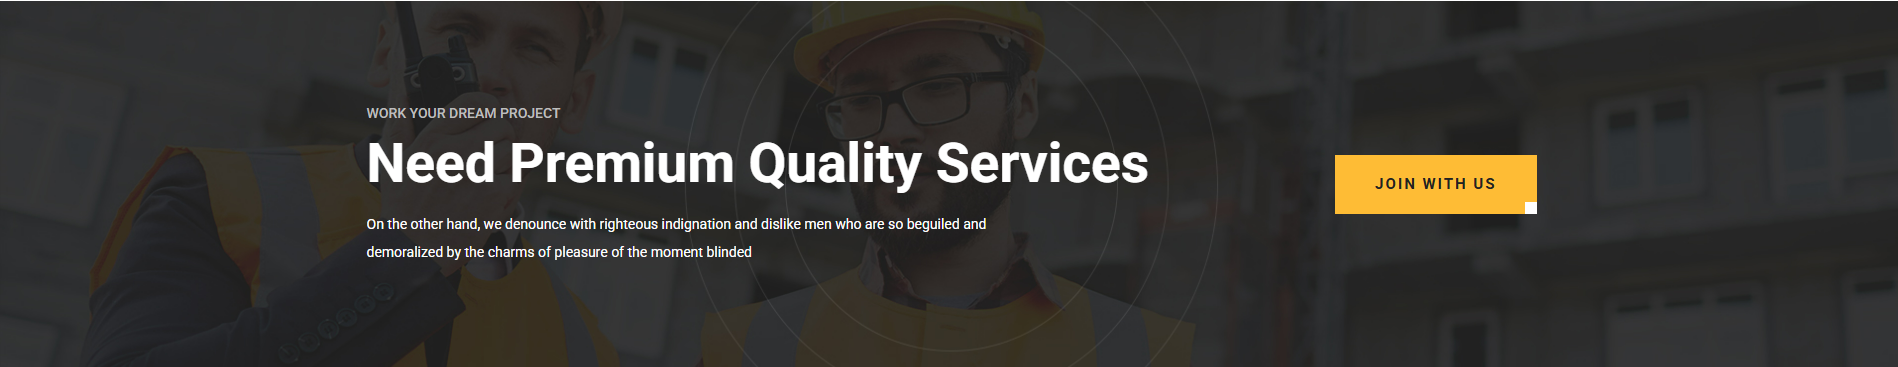 WORK YOUR DREAM PROJECT
Need Premium Quality Services
On the other hand, we denounce with righteous indignation and dislike men who are so beguiled and
demoralized by the charms of pleasure of the moment blinded
JOIN WITH US